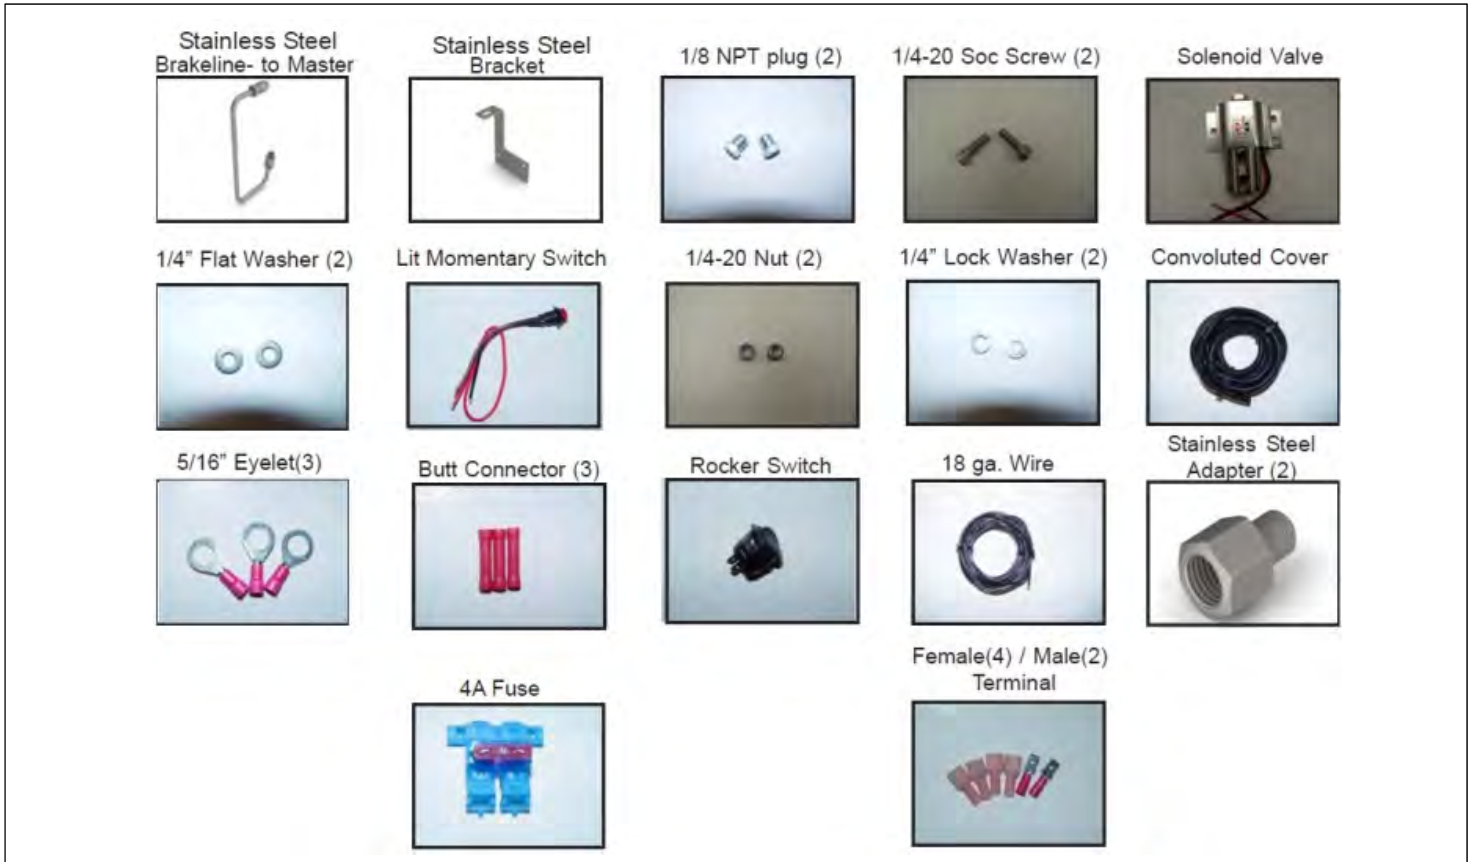 Stainless Steel
Brakeline- to Master
Stainless Steel
Bracket
1/8 NPT plug (2)
1/4-20 Soc Screw (2)
Solenoid Valve
1/4” Flat Washer (2)
Lit Momentary Switch
1/4-20 Nut (2)
1/4” Lock Washer (2)
Convoluted Cover
5/16” Eyelet(3)
Butt Connector (3)
Rocker Switch
18 ga. Wire
Stainless Steel
Adapter (2)
4A Fuse
Female(4) / Male(2)
Terminal